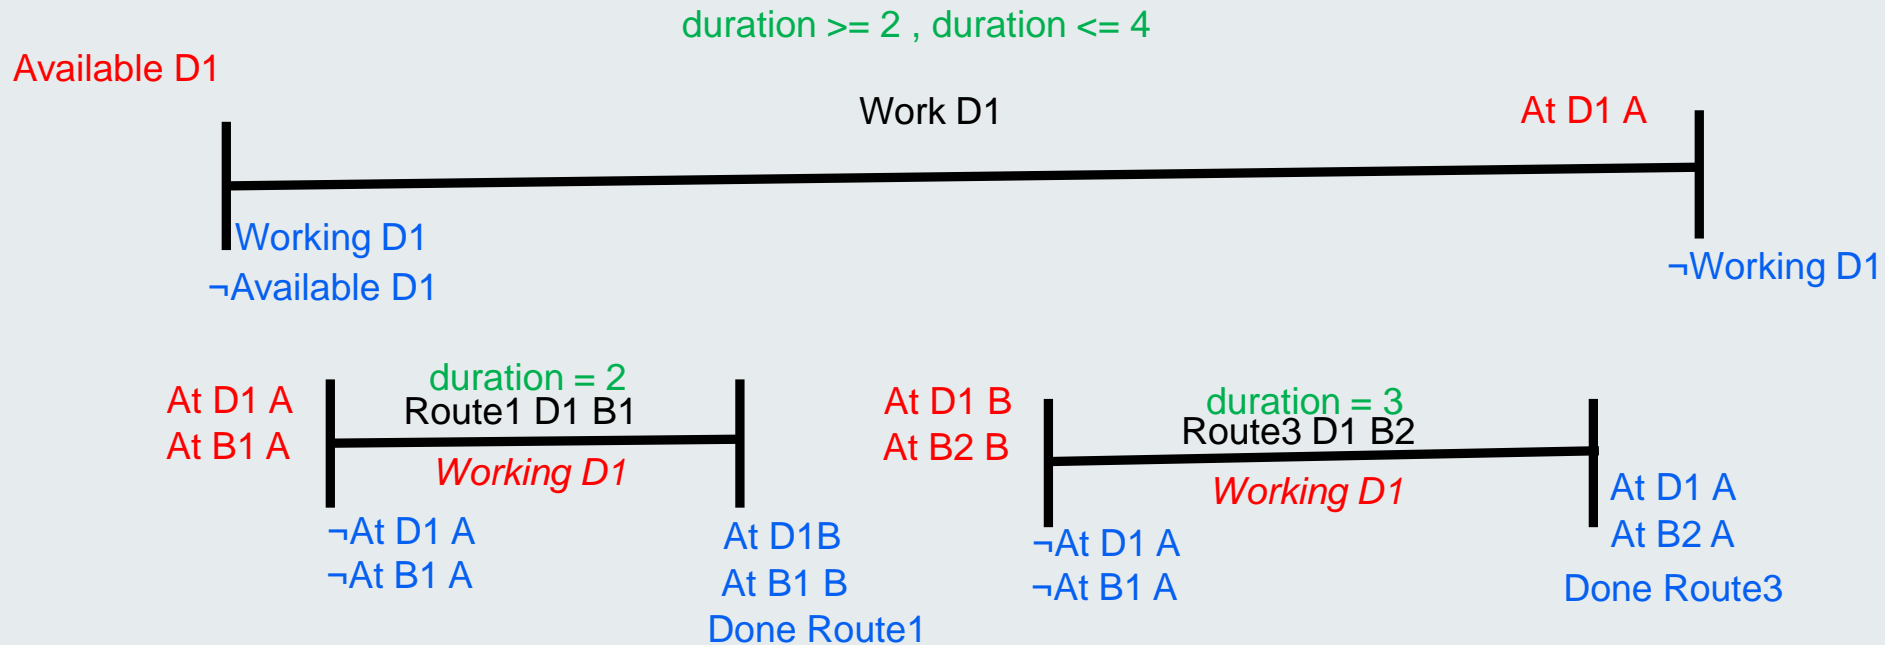 duration >= 2 , duration <= 4
Available D1
Work D1
At D1 A
Working D1
¬Available D1
¬Working D1
At D1 A
At B1 A
duration = 2
Route1 D1 B1
Working D1
¬At D1 A
¬At B1 A
At D1B
At B1 B
Done Route1
At D1 B
At B2 B
duration = 3
Route3 D1 B2
Working D1
¬At D1 A
¬At B1 A
At D1 A
At B2 A
Done Route3